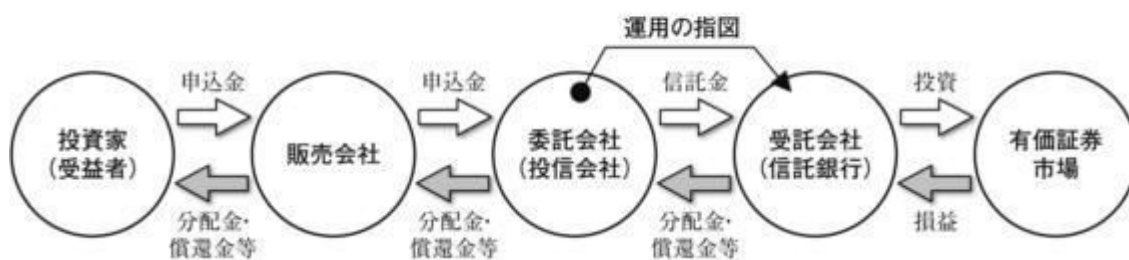 運用の指図
申込金
申込金
信託金
投資
投資家
(受益者)
販売会社
委託会社
(投信会社)
受託会社
(信託銀行)
有価証券
市場
分配金・
償還金等
分配金・
償還金等
分配金・
償還金等
損益